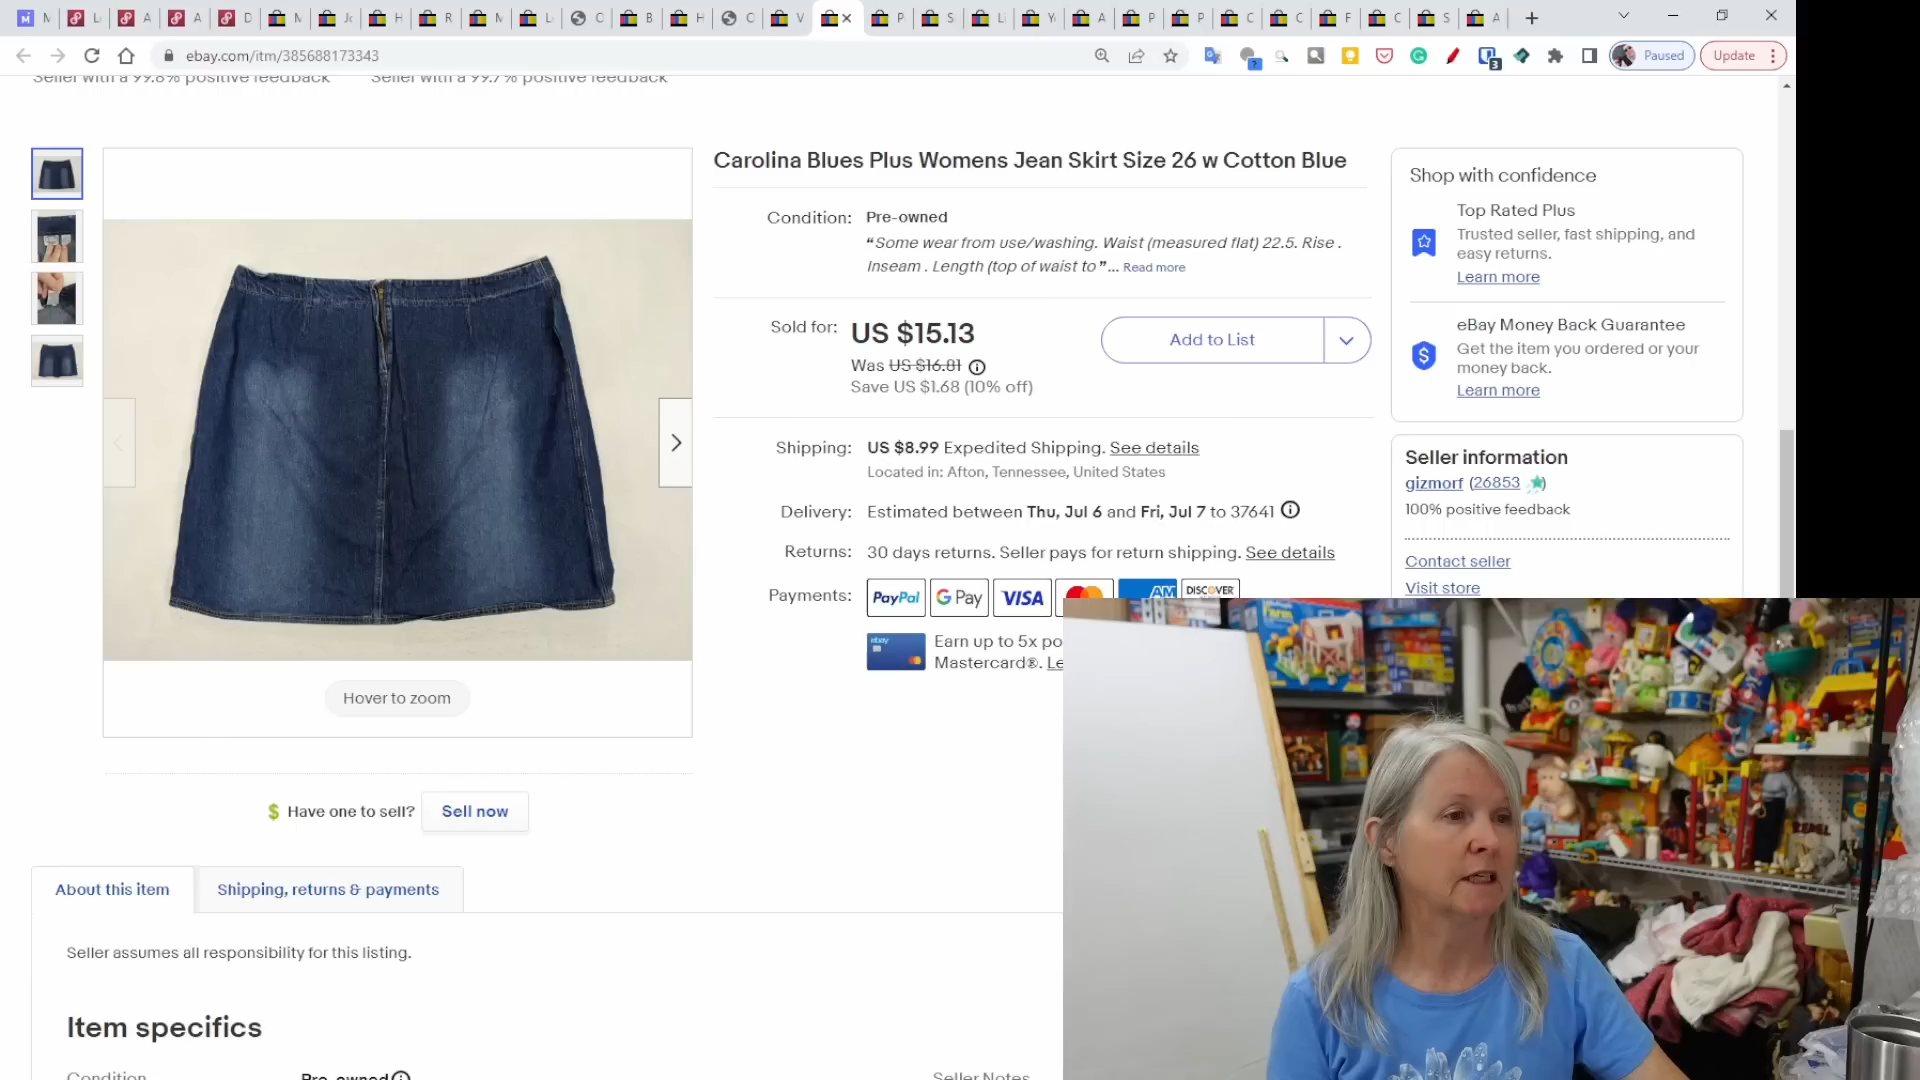 ebay.com/itm/385688173343
Paused
Update
Seller with a 99.8% positive feedback
Seller with a 99.7% positive feedback
Carolina Blues Plus Womens Jean Skirt Size 26 w Cotton Blue
Condition: Pre-owned
“Some wear from use/washing. Waist (measured flat) 22.5. Rise .
Inseam . Length (top of waist to”... Read more
Sold for: US $15.13
Was US $16.81
Save US $1.68 (10% off)
Add to List
Shipping: US $8.99 Expedited Shipping. See details
Located in: Afton, Tennessee, United States
Delivery: Estimated between Thu, Jul 6 and Fri, Jul 7 to 37641
Returns: 30 days returns. Seller pays for return shipping. See details
Payments: PayPal G Pay VISA AM DISCOVER
ebay
Earn up to 5x po
Mastercard®. Le
Shop with confidence
Top Rated Plus
Trusted seller, fast shipping, and
easy returns.
Learn more
eBay Money Back Guarantee
Get the item you ordered or your
money back.
Learn more
Seller information
gizmorf (26853)
100% positive feedback
Contact seller
Visit store
Hover to zoom
Have one to sell? Sell now
About this item
Shipping, returns & payments
Seller assumes all responsibility for this listing.
Item specifics
Condition
Pre-owned
Seller Notes